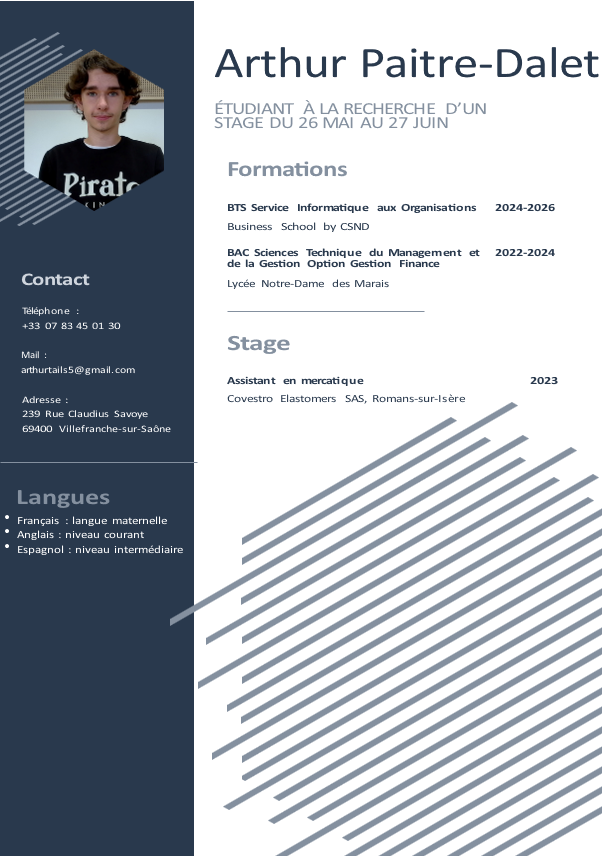 Arthur Paitre-Dalet
ÉTUDIANT À LA RECHERCHE D’UN
STAGE DU 26 MAI AU 27 JUIN
Formations
BTS Service Informatique aux Organisations 2024-2026
Business School by CSND
BAC Sciences Technique du Management et 2022-2024
de la Gestion Option Gestion Finance
Lycée Notre-Dame des Marais
Stage
Assistant en mercatique 2023
Covestro Elastomers SAS, Romans-sur-Isère
Pirate
KIN
Contact
Téléphone :
+33 07 83 45 01 30
Mail :
arthurtails5@gmail.com
Adresse :
239 Rue Claudius Savoye
69400 Villefranche-sur-Saône
Langues
• Français : langue maternelle
• Anglais : niveau courant
• Espagnol : niveau intermédiaire